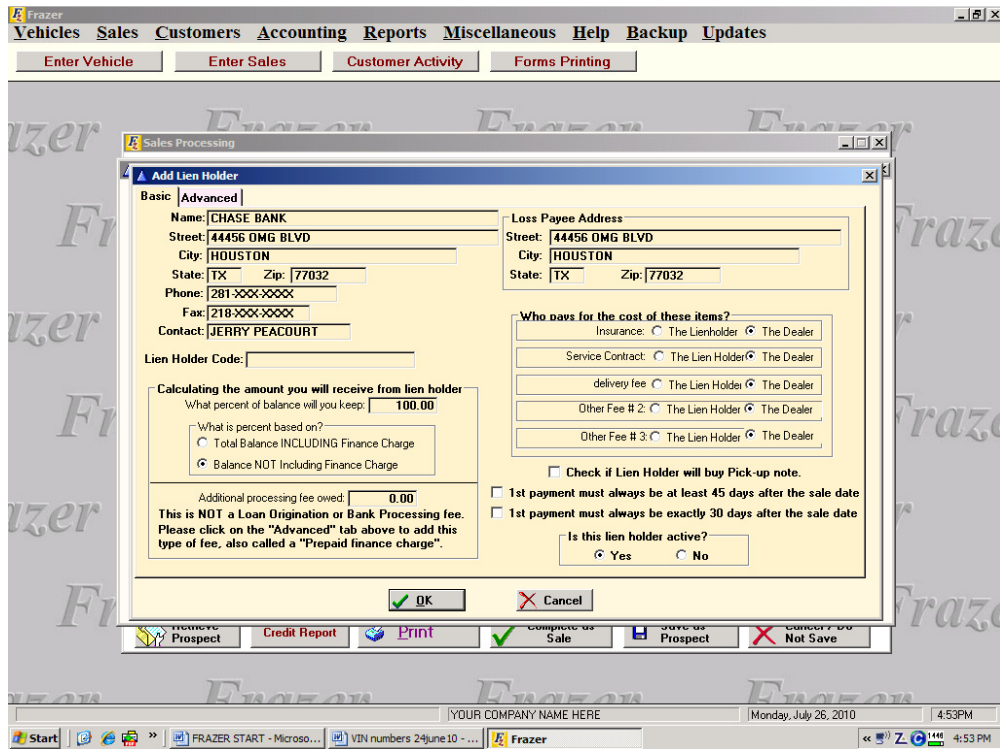 Frazer
Vehicles Sales Customers Accounting Reports Miscellaneous Help Backup Updates
Enter Vehicle Enter Sales Customer Activity Forms Printing
Frazer Frazer Frazer
Sales Processing
Add Lien Holder
Basic Advanced
Name: CHASE BANK
Street: 44456 OMG BLVD
City: HOUSTON
State: TX Zip: 77032
Phone: 281-XXX-XXXX
Fax: 218-XXX-XXXX
Contact: JERRY PEACOURT
Lien Holder Code:
Loss Payee Address
Street: 44456 OMG BLVD
City: HOUSTON
State: TX Zip: 77032
Who pays for the cost of these items?
Insurance: The Lienholder The Dealer
Service Contract: The Lien Holder The Dealer
delivery fee The Lien Holder The Dealer
Other Fee # 2: The Lien Holder The Dealer
Other Fee # 3: The Lien Holder The Dealer
Calculating the amount you will receive from lien holder
What percent of balance will you keep: 100.00
What is percent based on?
Total Balance INCLUDING Finance Charge
Balance NOT Including Finance Charge
Additional processing fee owed: 0.00
This is NOT a Loan Origination or Bank Processing fee.
Please click on the "Advanced" tab above to add this
type of fee, also called a "Prepaid finance charge".
Check if Lien Holder will buy Pick-up note.
1st payment must always be at least 45 days after the sale date
1st payment must always be exactly 30 days after the sale date
Is this lien holder active?
Yes No
OK Cancel
Retrieve
Prospect
Credit Report
Print
Complete as
Sale
Save as
Prospect
Cancel / Do
Not Save
YOUR COMPANY NAME HERE Monday, July 26, 2010 4:53PM
Start FRAZER START - Microso... VIN numbers 24june10 - ... Frazer 4:53 PM